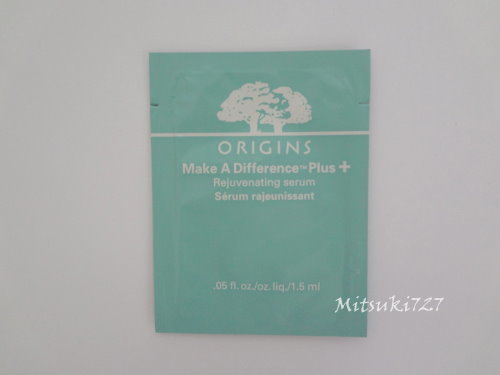 ORIGINS
Make A Difference™ Plus +
Rejuvenating serum
Sérum rajeunissant
.05 fl. oz./oz. liq./1.5 ml
Mitsuki727